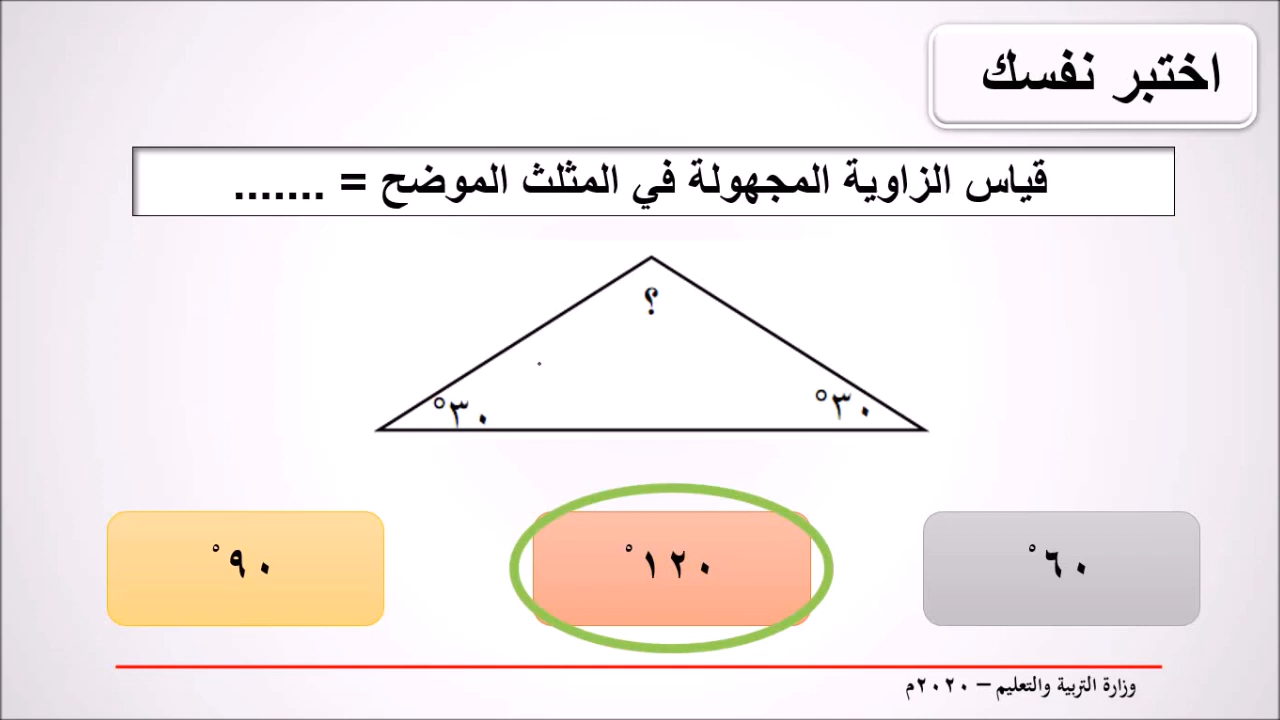 اختبر نفسك
قياس الزاوية المجهولة في المثلث الموضح = .......
؟
٣٠°
٣٠°
٦٠°
١٢٠°
٩٠°
وزارة التربية والتعليم – ٢٠٢٠م